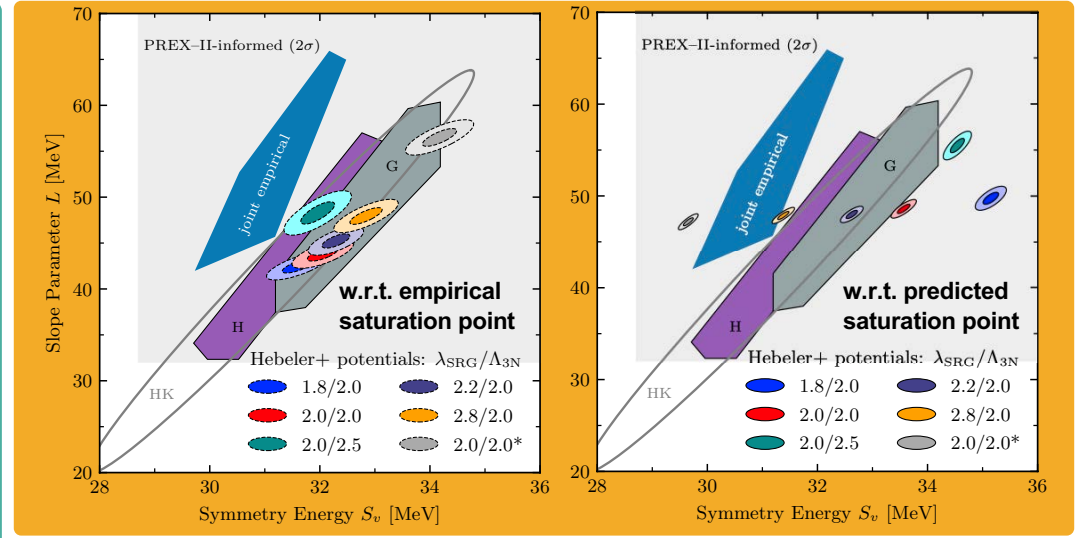 70
60
50
40
30
20
28
30
32
34
36
Slope Parameter L [MeV]
Symmetry Energy Sᵥ [MeV]
PREX–II-informed (2σ)
joint empirical
G
H
HK
w.r.t. empirical
saturation point
Hebeler+ potentials: λSRG/Λ3N
1.8/2.0
2.2/2.0
2.0/2.0
2.8/2.0
2.0/2.5
2.0/2.0*
70
60
50
40
30
20
28
30
32
34
36
Symmetry Energy Sᵥ [MeV]
PREX–II-informed (2σ)
joint empirical
G
H
HK
w.r.t. predicted
saturation point
Hebeler+ potentials: λSRG/Λ3N
1.8/2.0
2.2/2.0
2.0/2.0
2.8/2.0
2.0/2.5
2.0/2.0*